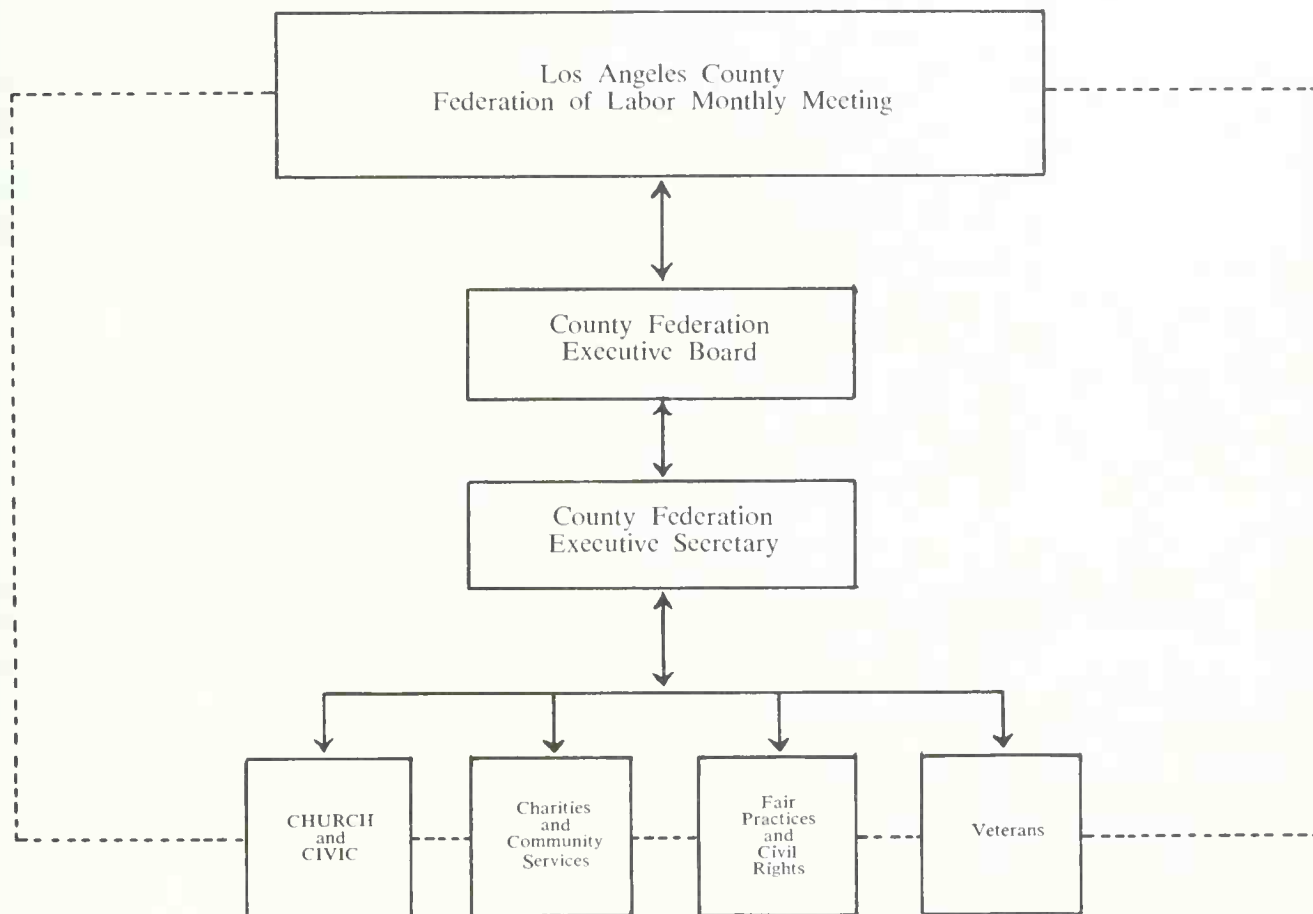 Los Angeles County
Federation of Labor Monthly Meeting
County Federation
Executive Board
County Federation
Executive Secretary
CHURCH
and
CIVIC
Charities
and
Community
Services
Fair
Practices
and
Civil
Rights
Veterans